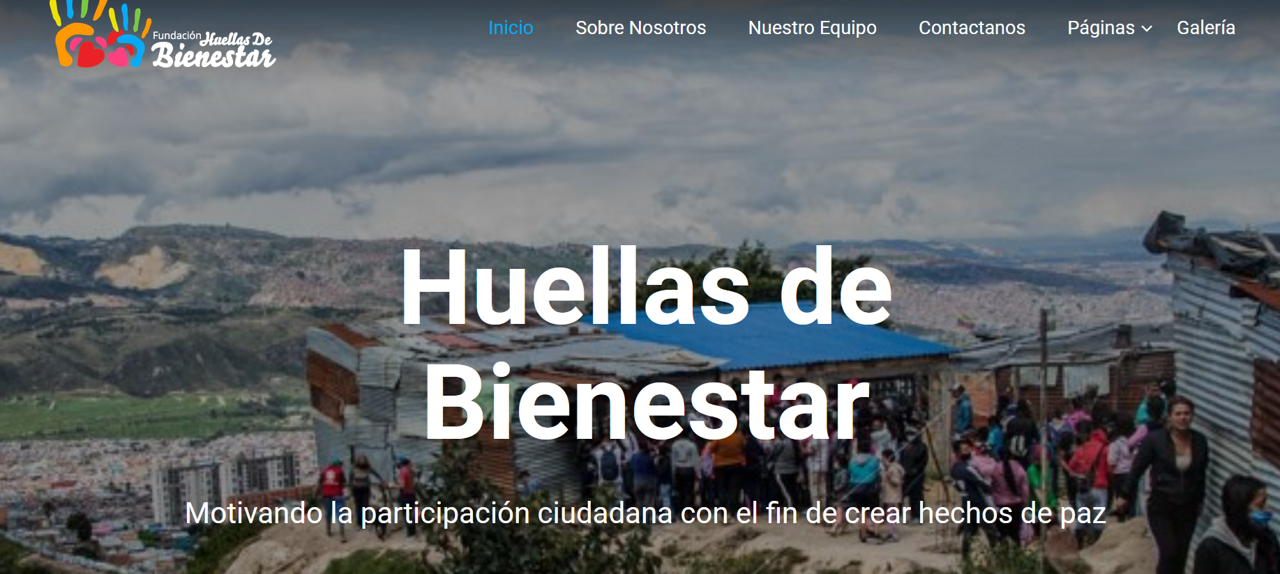 Fundación Huellas De
Bienestar
Inicio Sobre Nosotros Nuestro Equipo Contactanos Páginas Galería
Huellas de
Bienestar
Motivando la participación ciudadana con el fin de crear hechos de paz